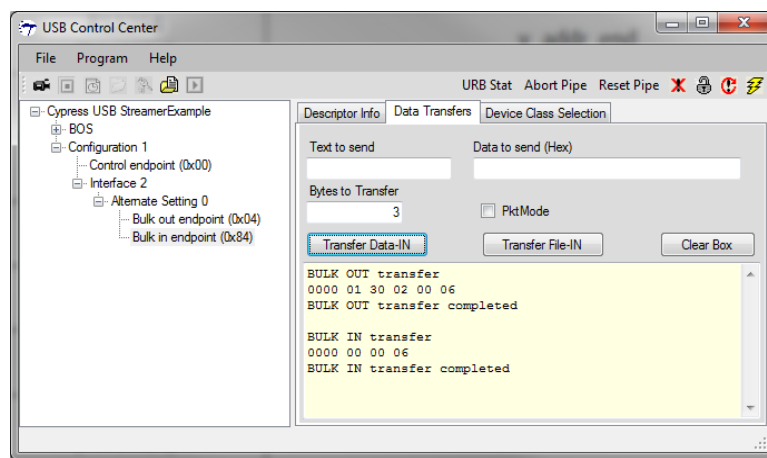 USB Control Center
File Program Help
URB Stat Abort Pipe Reset Pipe
Cypress USB StreamerExample
BOS
Configuration 1
Control endpoint (0x00)
Interface 2
Alternate Setting 0
Bulk out endpoint (0x04)
Bulk in endpoint (0x84)
Descriptor Info Data Transfers Device Class Selection
Text to send Data to send (Hex)
Bytes to Transfer
3 PktMode
Transfer Data-IN Transfer File-IN Clear Box
BULK OUT transfer
0000 01 30 02 00 06
BULK OUT transfer completed
BULK IN transfer
0000 00 00 06
BULK IN transfer completed